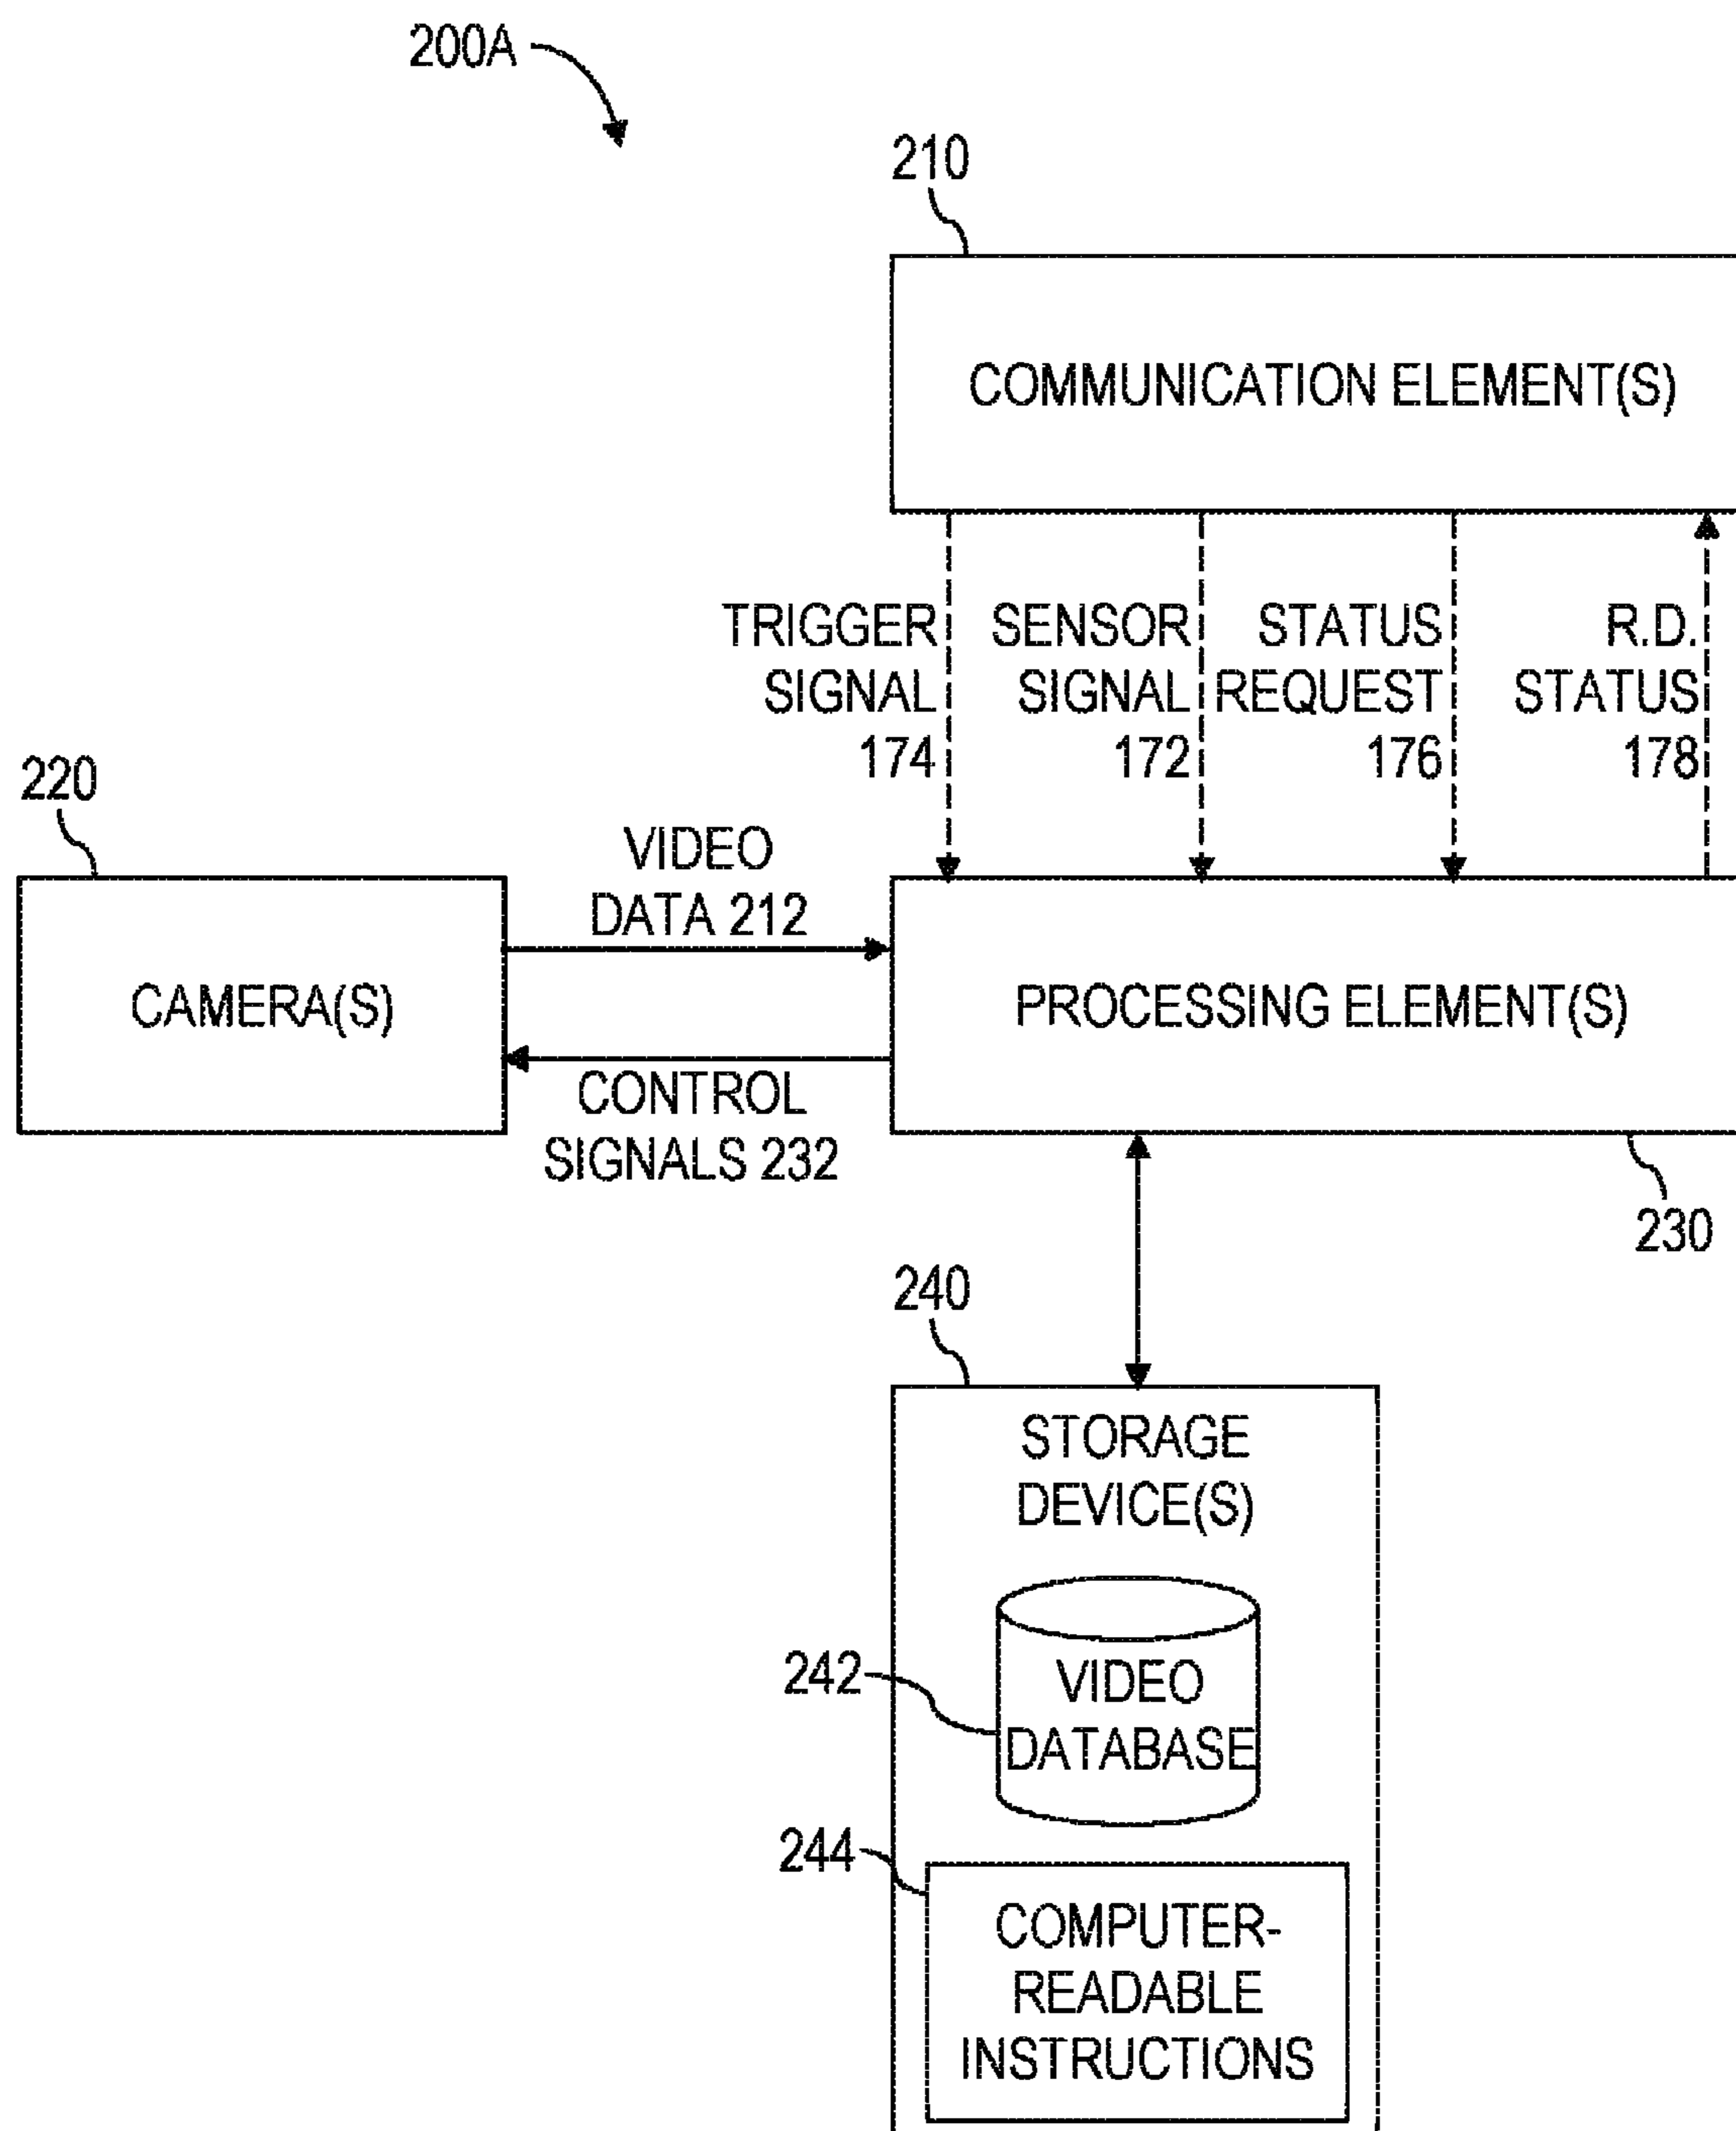 200A
210
COMMUNICATION ELEMENT(S)
TRIGGER
SIGNAL
174
SENSOR
SIGNAL
172
STATUS
REQUEST
176
R.D.
STATUS
178
220
VIDEO
DATA 212
CAMERA(S)
PROCESSING ELEMENT(S)
CONTROL
SIGNALS 232
230
240
STORAGE
DEVICE(S)
242
VIDEO
DATABASE
244
COMPUTER-
READABLE
INSTRUCTIONS